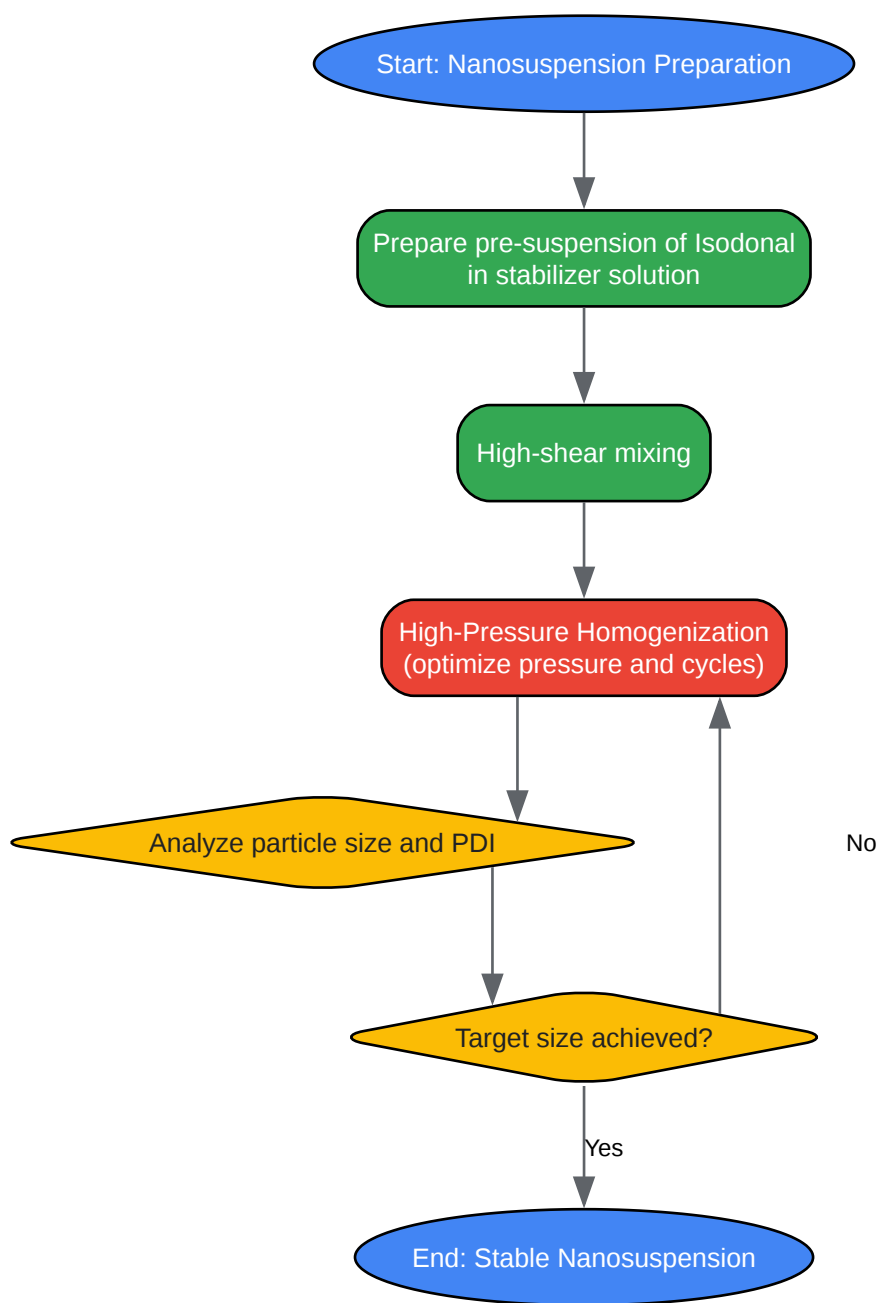 Start: Nanosuspension Preparation
Prepare pre-suspension of Isodonal
in stabilizer solution
High-shear mixing
High-Pressure Homogenization
(optimize pressure and cycles)
Analyze particle size and PDI
No
Target size achieved?
Yes
End: Stable Nanosuspension